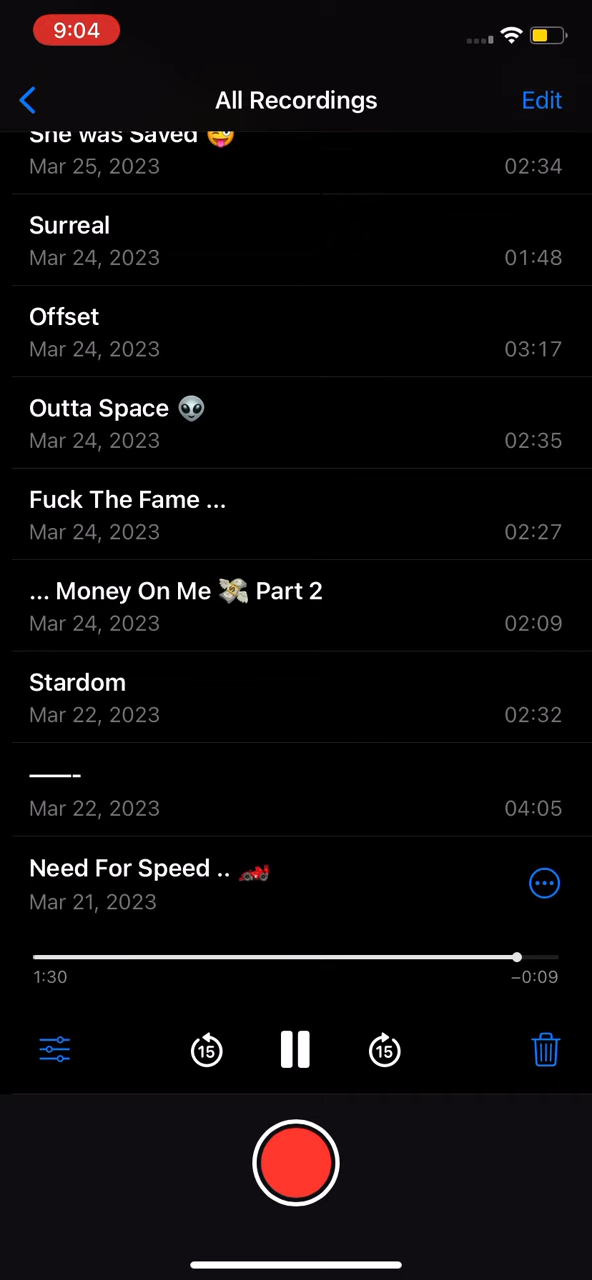 9:04
All Recordings
Edit
She was Saved 😜
Mar 25, 2023
02:34
Surreal
Mar 24, 2023
01:48
Offset
Mar 24, 2023
03:17
Outta Space 👽
Mar 24, 2023
02:35
Fuck The Fame ...
Mar 24, 2023
02:27
... Money On Me 💸 Part 2
Mar 24, 2023
02:09
Stardom
Mar 22, 2023
02:32
——-
Mar 22, 2023
04:05
Need For Speed .. 🏎️
Mar 21, 2023
1:30
−0:09
15
15